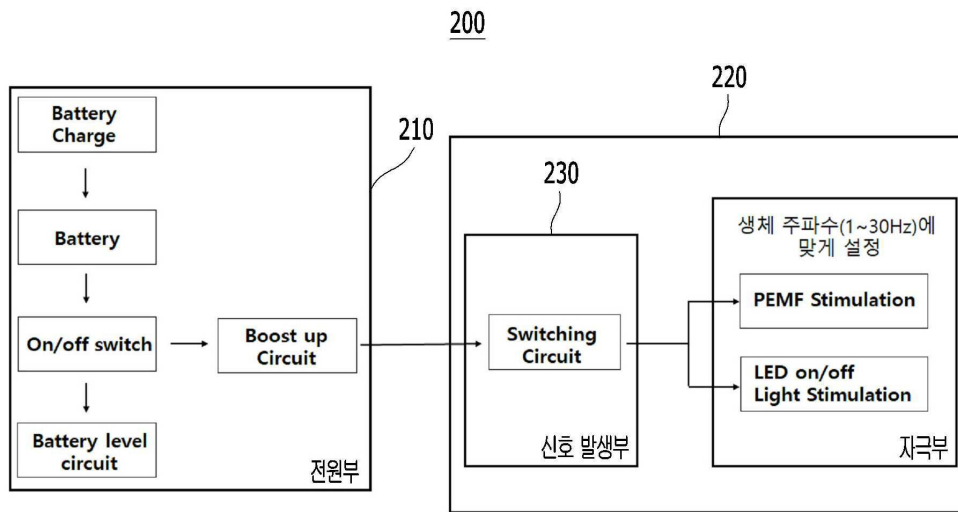 200
Battery
Charge
Battery
On/off switch
Battery level
circuit
Boost up
Circuit
전원부
210
220
230
Switching
Circuit
신호 발생부
생체 주파수(1~30Hz)에
맞게 설정
PEMF Stimulation
LED on/off
Light Stimulation
자극부